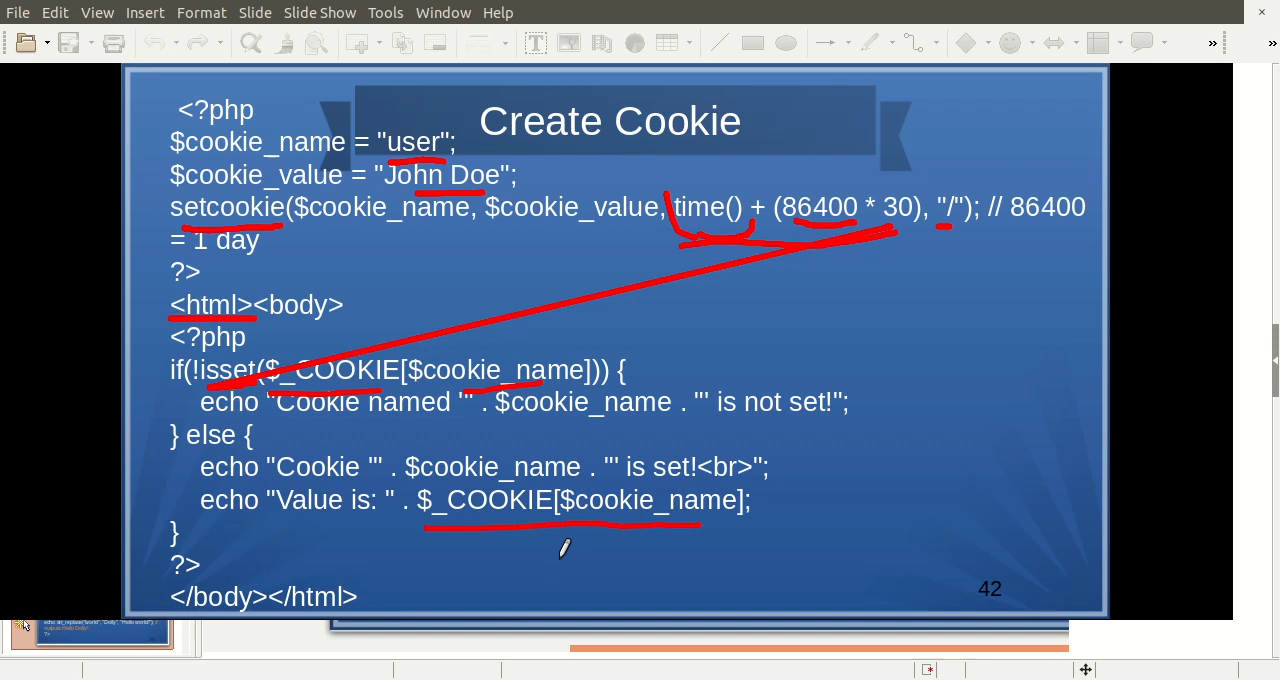 File Edit View Insert Format Slide Slide Show Tools Window Help
Create Cookie
<?php
$cookie_name = "user";
$cookie_value = "John Doe";
setcookie($cookie_name, $cookie_value, time() + (86400 * 30), "/"); // 86400
= 1 day
?>
<html><body>
<?php
if(!isset($_COOKIE[$cookie_name])) {
echo "Cookie named '" . $cookie_name . "' is not set!";
} else {
echo "Cookie '" . $cookie_name . "' is set!<br>";
echo "Value is: " . $_COOKIE[$cookie_name];
}
?>
</body></html>
42